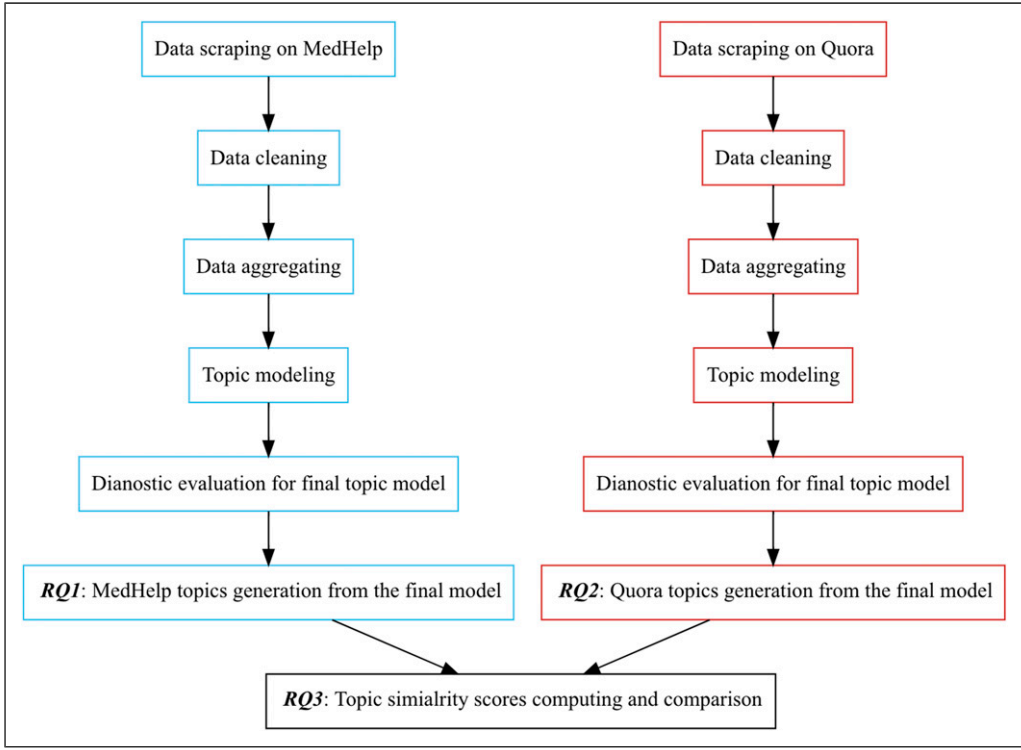 Data scraping on MedHelp
Data scraping on Quora
Data cleaning
Data cleaning
Data aggregating
Data aggregating
Topic modeling
Topic modeling
Dianostic evaluation for final topic model
Dianostic evaluation for final topic model
RQ1: MedHelp topics generation from the final model
RQ2: Quora topics generation from the final model
RQ3: Topic simialrity scores computing and comparison